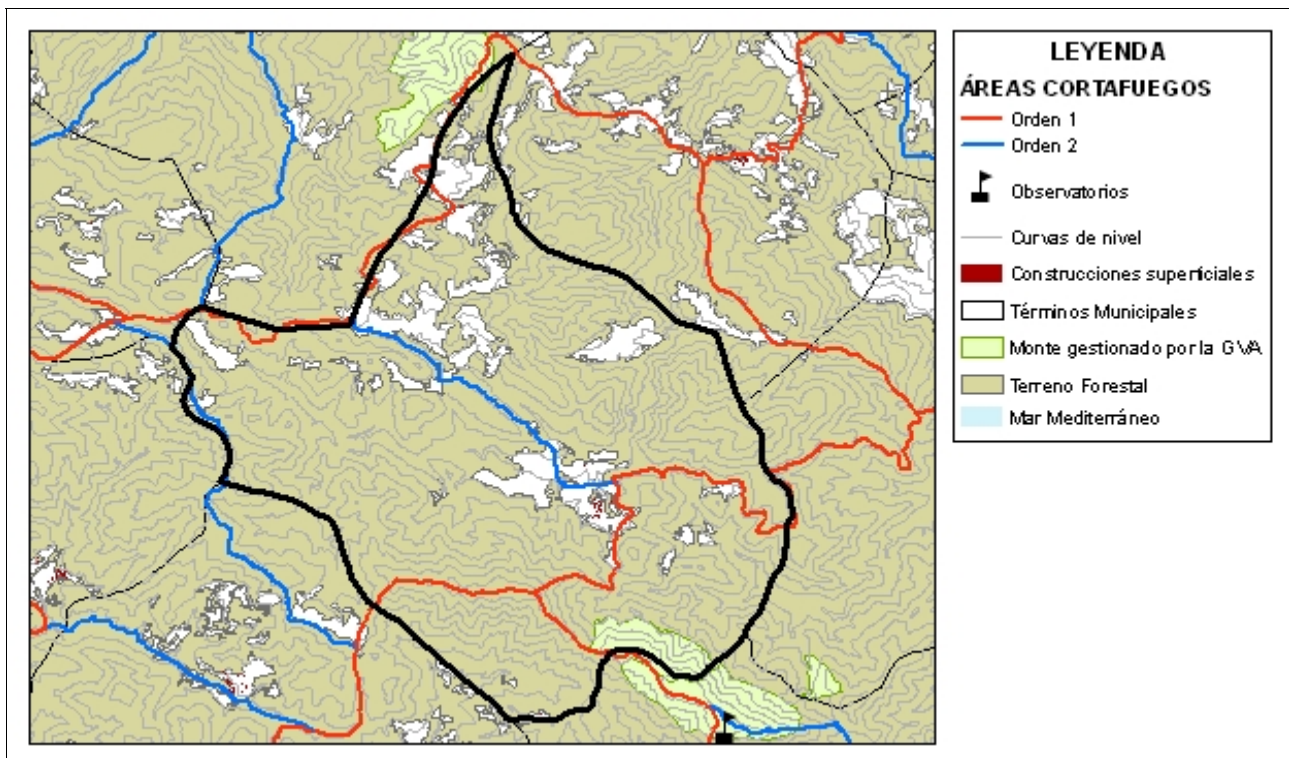 LEYENDA
ÁREAS CORTAFUEGOS
Orden 1
Orden 2
Observatorios
Curvas de nivel
Construcciones superficiales
Términos Municipales
Monte gestionado por la GVA
Terreno Forestal
Mar Mediterráneo